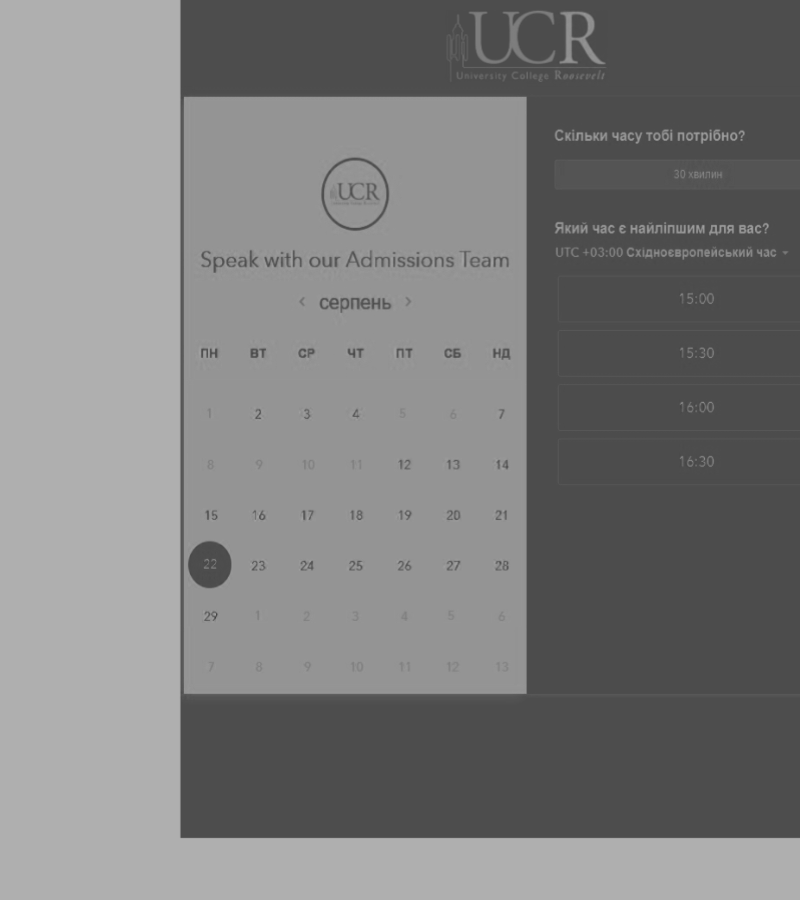 UCR
University College Roosevelt
UCR
Speak with our Admissions Team
< серпень >
ПН ВТ СР ЧТ ПТ СБ НД
1 2 3 4 5 6 7
8 9 10 11 12 13 14
15 16 17 18 19 20 21
22 23 24 25 26 27 28
29 1 2 3 4 5 6
7 8 9 10 11 12 13
Скільки часу тобі потрібно?
30 хвилин
Який час є найліпшим для вас?
UTC +03:00 Східноєвропейський час
15:00
15:30
16:00
16:30